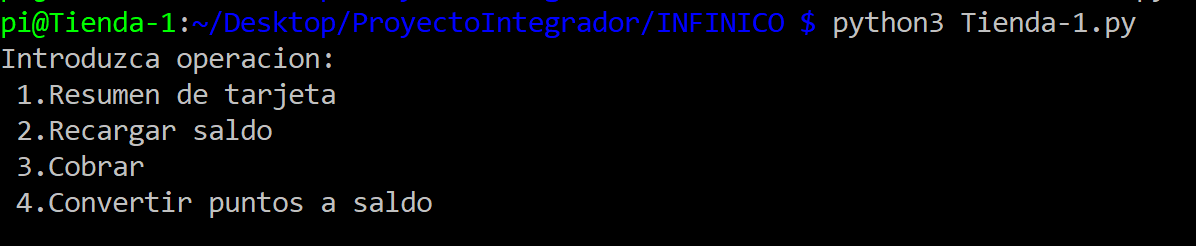 pi@Tienda-1:~/Desktop/ProyectoIntegrador/INFINICO $ python3 Tienda-1.py
Introduzca operacion:
 1.Resumen de tarjeta
 2.Recargar saldo
 3.Cobrar
 4.Convertir puntos a saldo